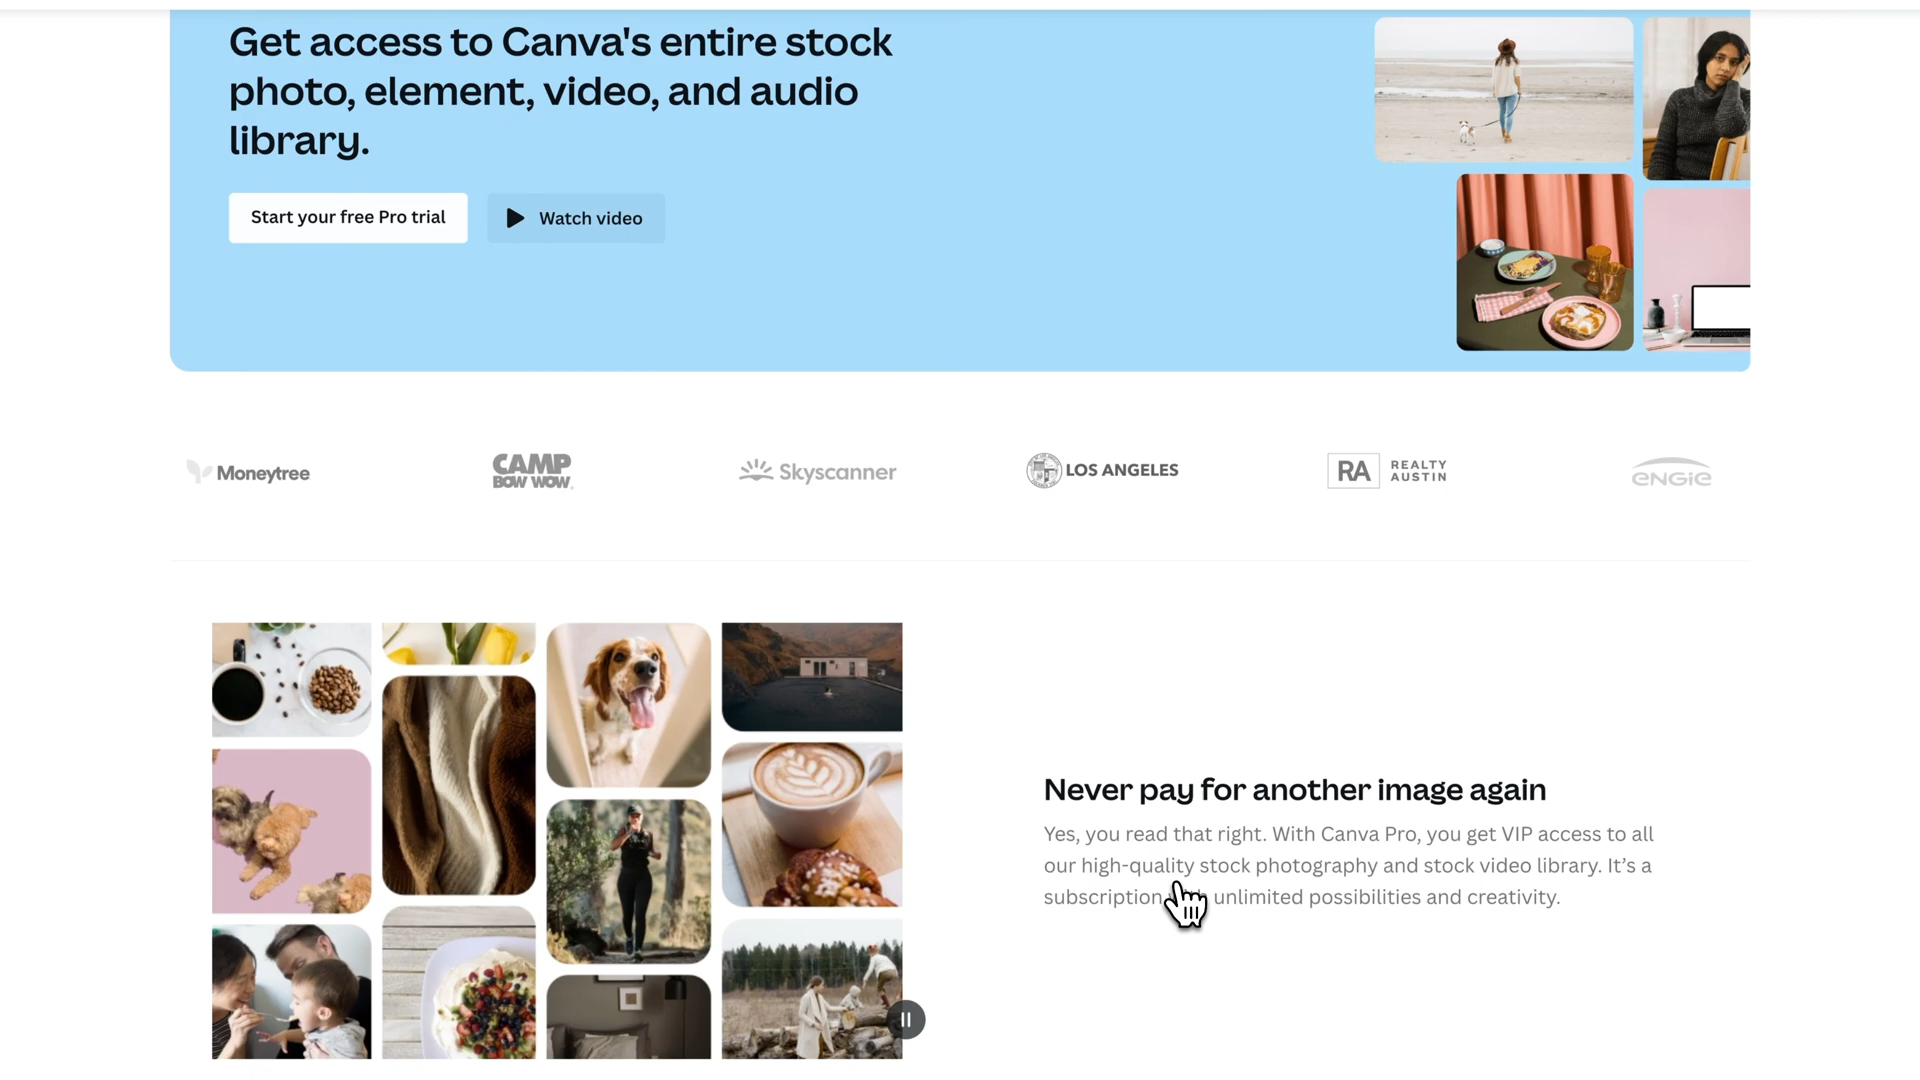 Get access to Canva's entire stock
photo, element, video, and audio
library.
Start your free Pro trial
Watch video
Moneytree
CAMP
BOW WOW
Skyscanner
LOS ANGELES
RA
REALTY
AUSTIN
enGie
Never pay for another image again
Yes, you read that right. With Canva Pro, you get VIP access to all
our high-quality stock photography and stock video library. It’s a
subscription unlimited possibilities and creativity.